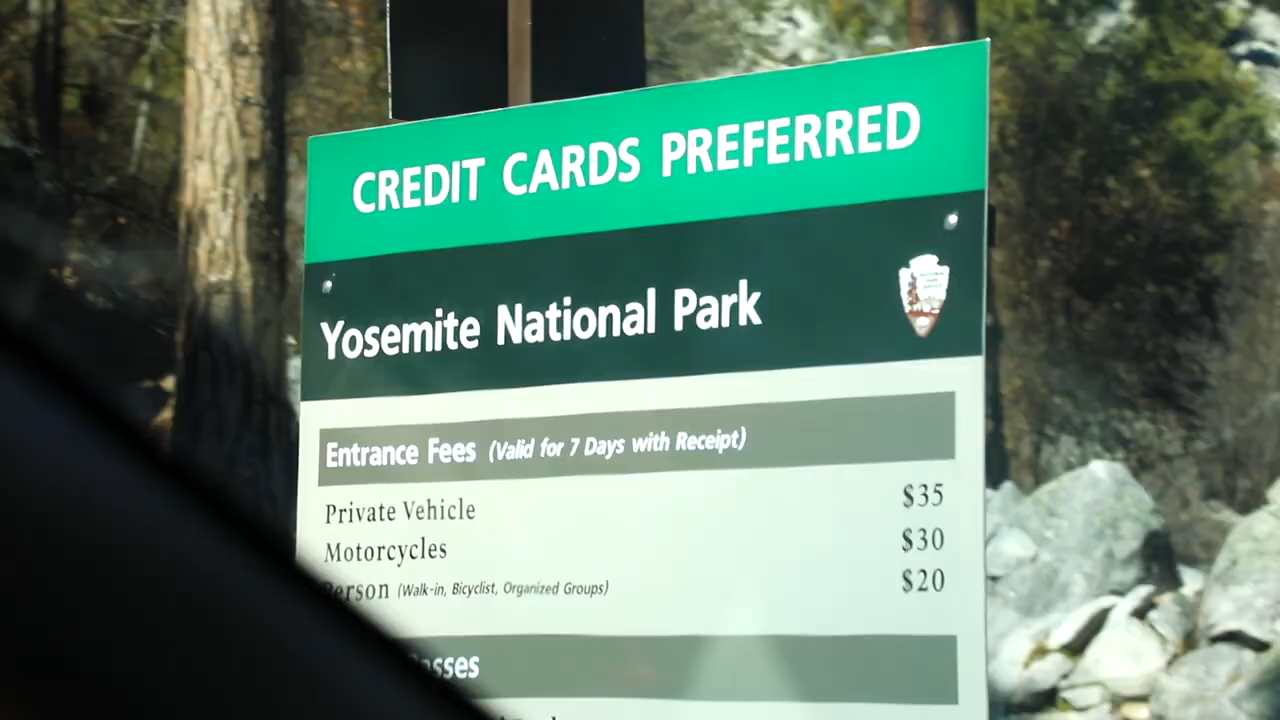 CREDIT CARDS PREFERRED
Yosemite National Park
Entrance Fees (Valid for 7 Days with Receipt)
Private Vehicle $35
Motorcycles $30
Person (Walk-in, Bicyclist, Organized Groups) $20